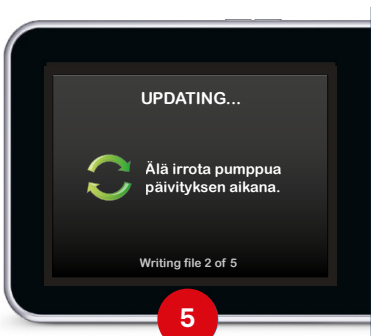 UPDATING...
Älä irrota pumppua
päivityksen aikana.
Writing file 2 of 5
5